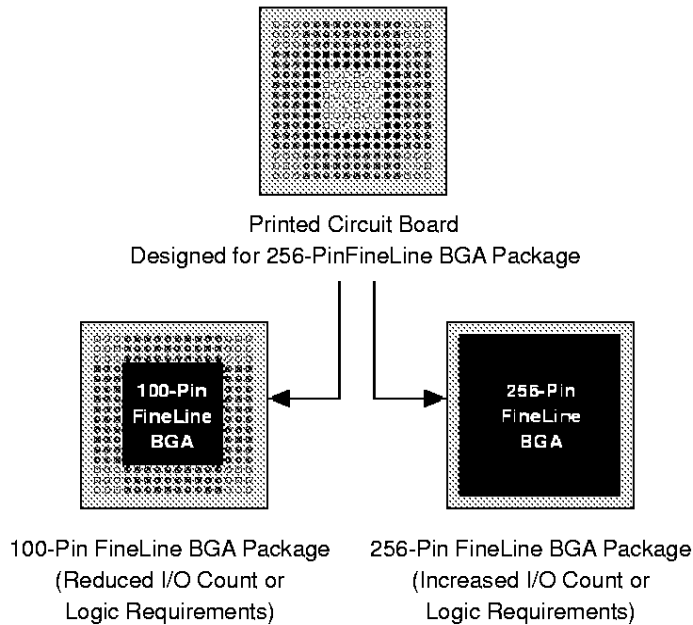 Printed Circuit Board
Designed for 256-PinFineLine BGA Package
100-Pin
FineLine
BGA
256-Pin
FineLine
BGA
100-Pin FineLine BGA Package
(Reduced I/O Count or
Logic Requirements)
256-Pin FineLine BGA Package
(Increased I/O Count or
Logic Requirements)